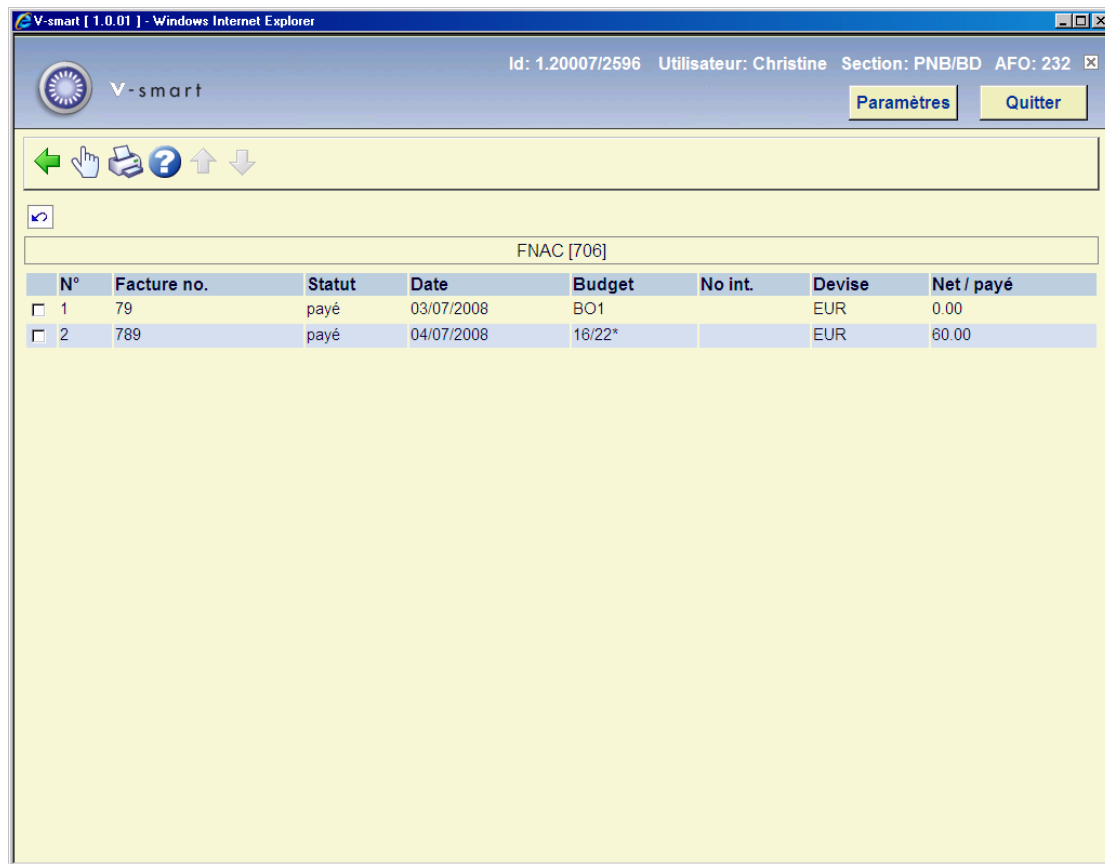 V-smart [ 1.0.01 ] - Windows Internet Explorer
Id: 1.20007/2596 Utilisateur: Christine Section: PNB/BD AFO: 232
V-smart
Paramètres Quitter
FNAC [706]
N° Facture no. Statut Date Budget No int. Devise Net / payé
1 79 payé 03/07/2008 BO1 EUR 0.00
2 789 payé 04/07/2008 16/22* EUR 60.00